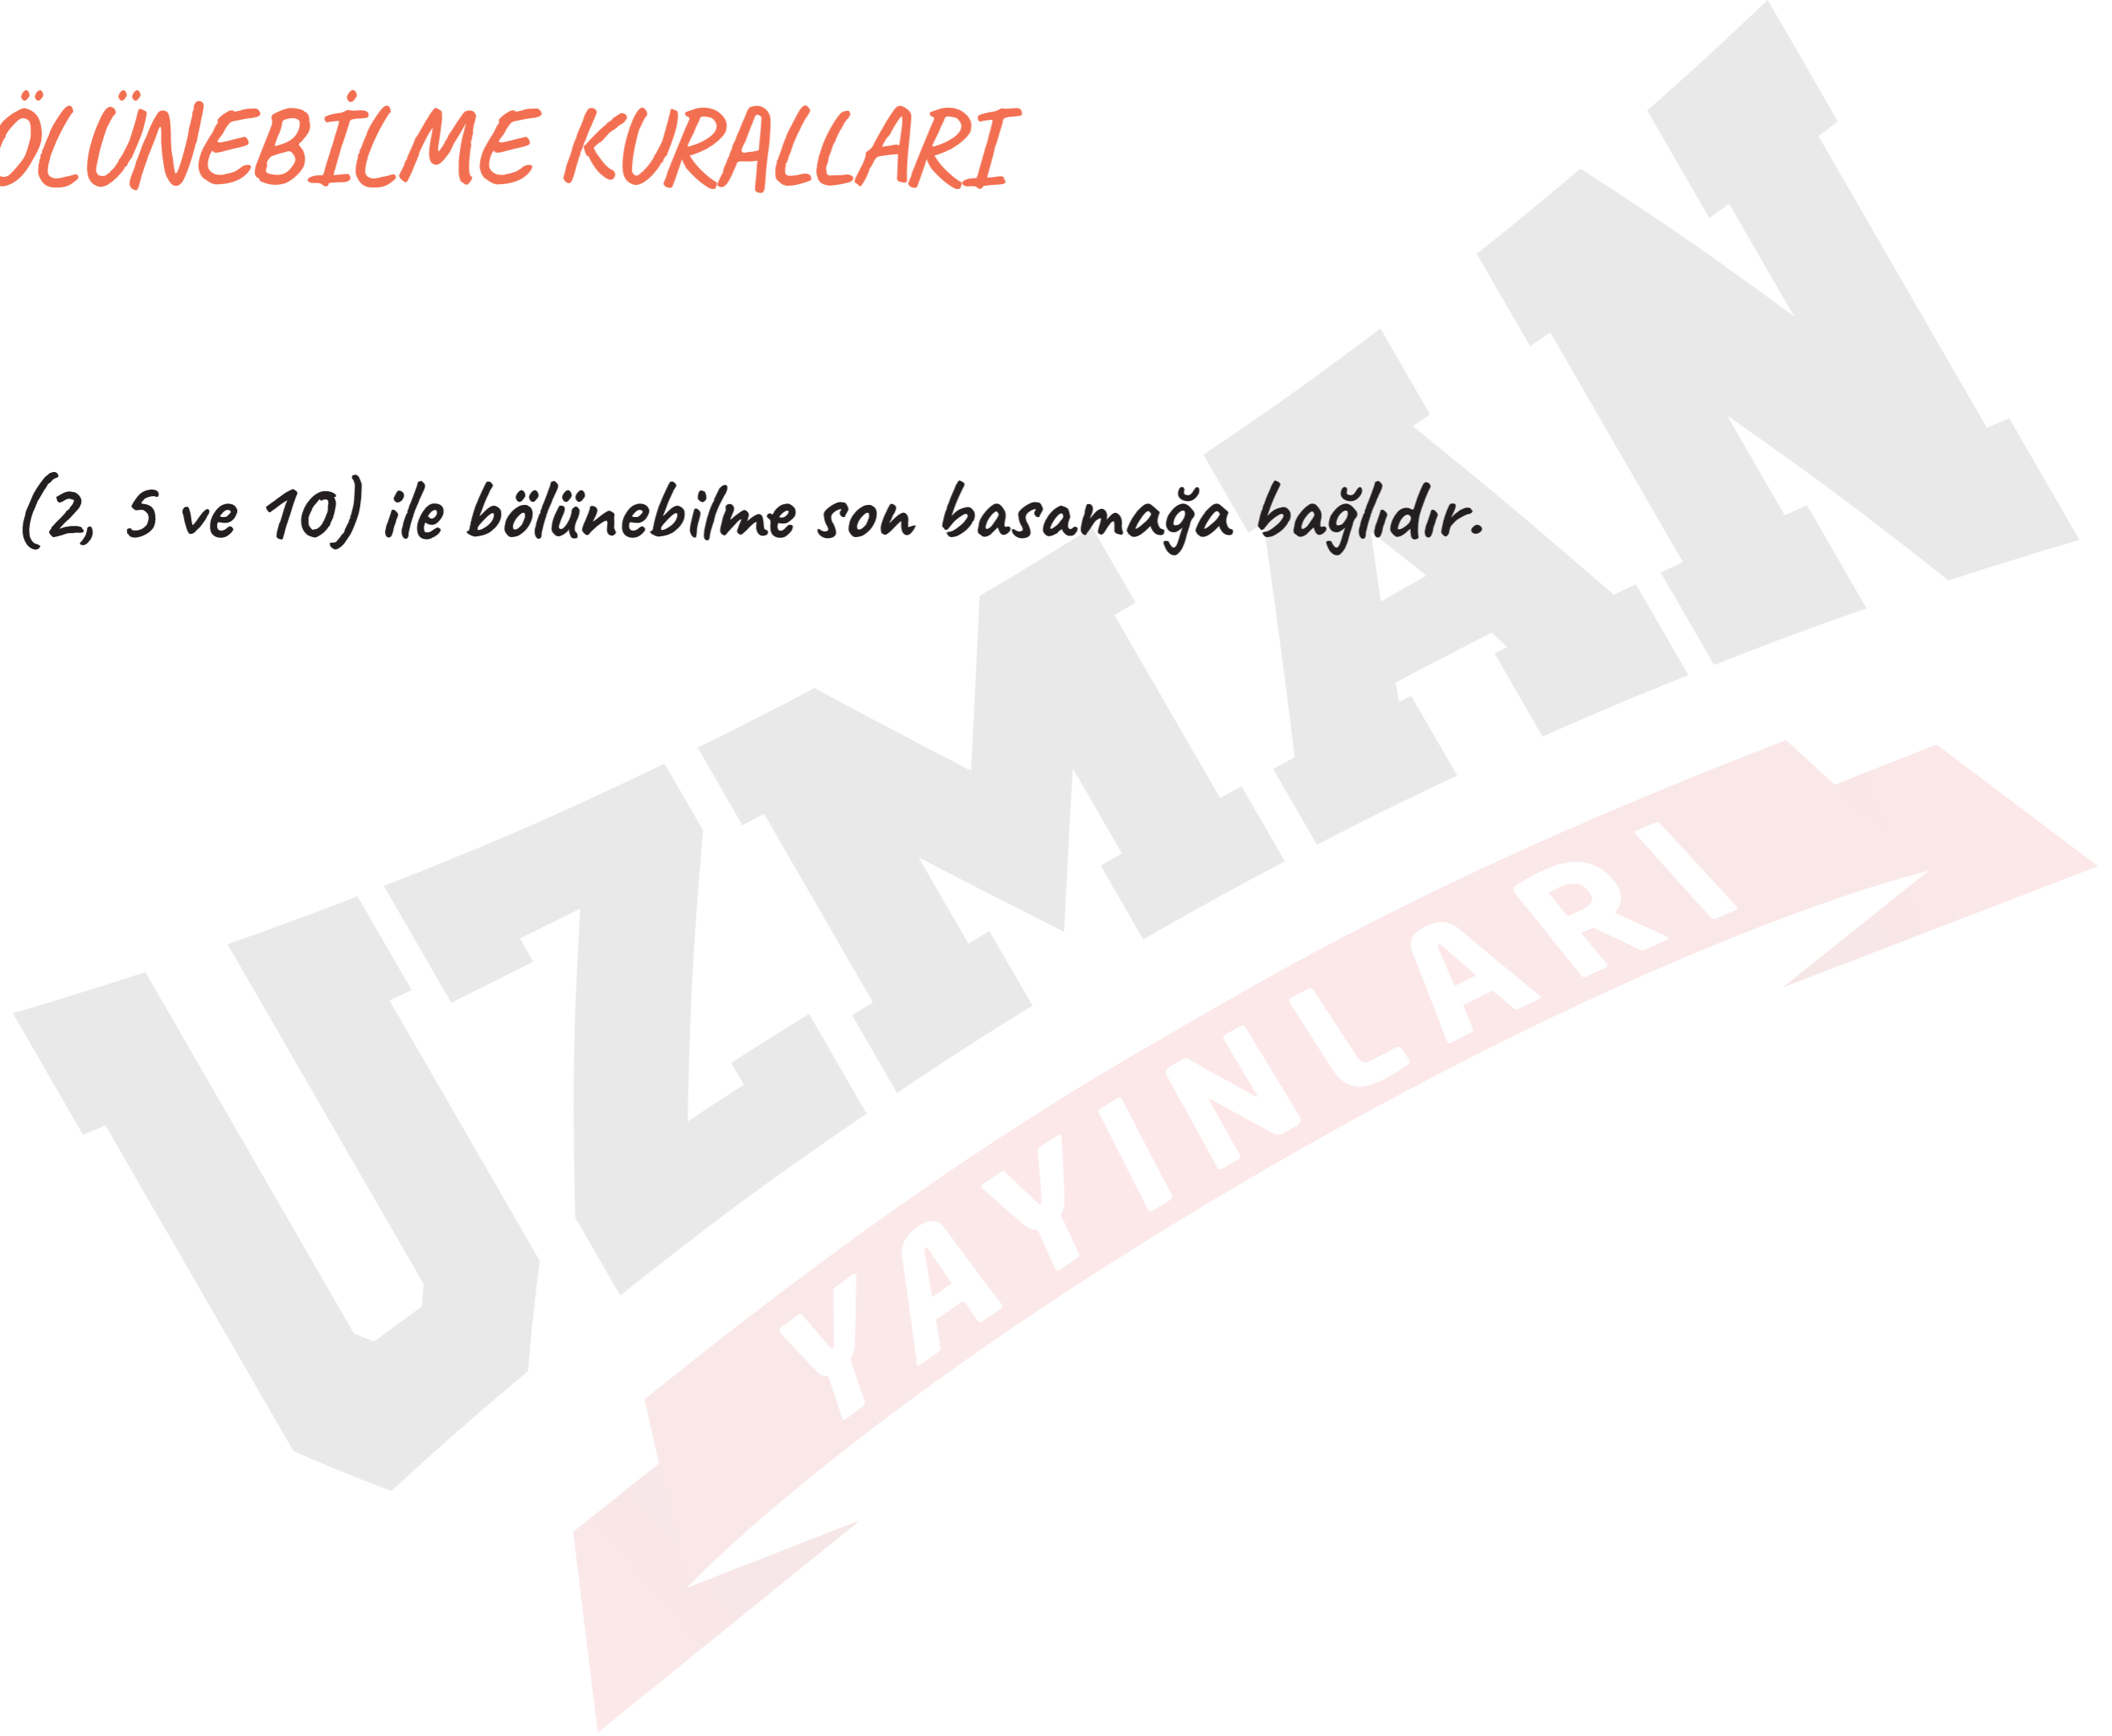 ÖLÜNEBİLME KURALLARI
(2, 5 ve 10) ile bölünebilme son basamağa bağlıdır.
UZMAN
YAYINLARI